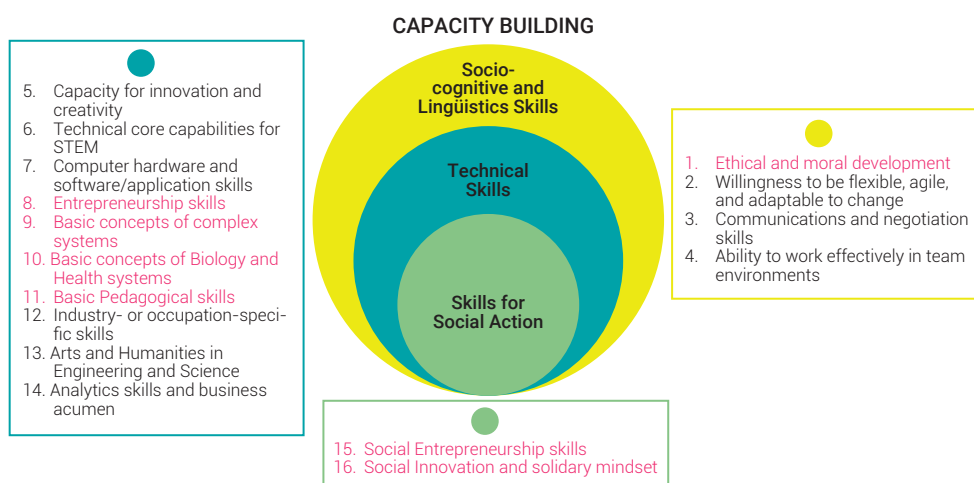 CAPACITY BUILDING
Socio-
cognitive and
Lingüistics Skills
Technical
Skills
Skills for
Social Action
5. Capacity for innovation and
creativity
6. Technical core capabilities for
STEM
7. Computer hardware and
software/application skills
8. Entrepreneurship skills
9. Basic concepts of complex
systems
10. Basic concepts of Biology and
Health systems
11. Basic Pedagogical skills
12. Industry- or occupation-speci-
fic skills
13. Arts and Humanities in
Engineering and Science
14. Analytics skills and business
acumen
1. Ethical and moral development
2. Willingness to be flexible, agile,
and adaptable to change
3. Communications and negotiation
skills
4. Ability to work effectively in team
environments
15. Social Entrepreneurship skills
16. Social Innovation and solidary mindset